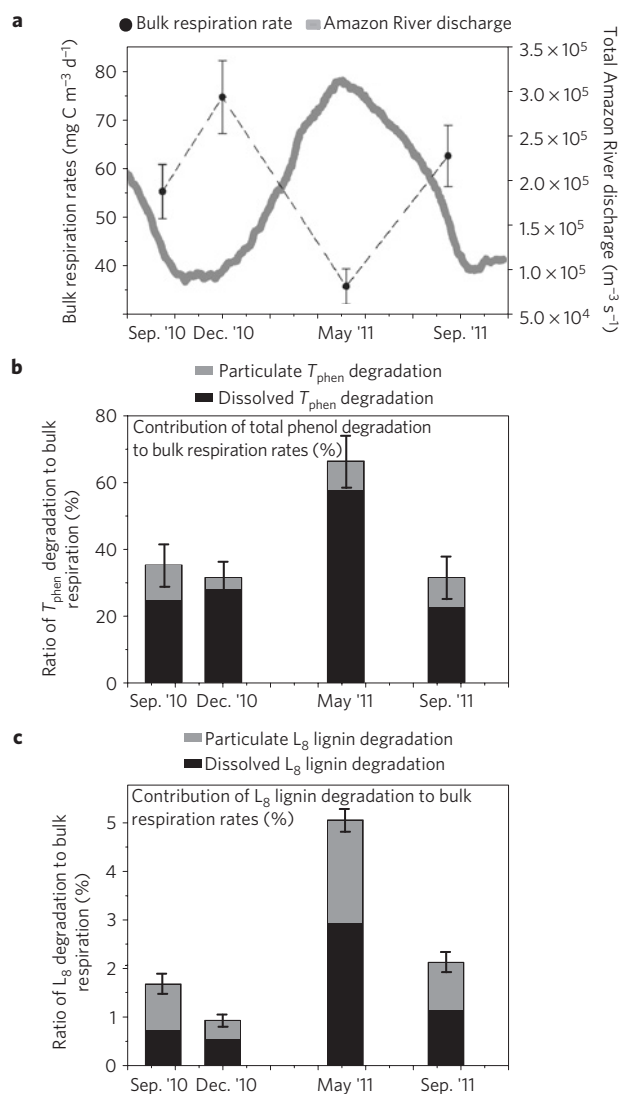 a
Bulk respiration rate Amazon River discharge
Bulk respiration rates (mg C m⁻³ d⁻¹)
80
70
60
50
40
3.5 × 10⁵
3.0 × 10⁵
2.5 × 10⁵
2.0 × 10⁵
1.5 × 10⁵
1.0 × 10⁵
5.0 × 10⁴
Total Amazon River
discharge (m⁻³ s⁻¹)
Sep. '10 Dec. '10 May '11 Sep. '11
b
Particulate Tphen degradation
Dissolved Tphen degradation
Contribution of total phenol degradation
to bulk respiration rates (%)
Ratio of Tphen degradation to bulk
respiration (%)
80
60
40
20
0
Sep. '10 Dec. '10 May '11 Sep. '11
c
Particulate L₈ lignin degradation
Dissolved L₈ lignin degradation
Contribution of L₈ lignin degradation to bulk
respiration rates (%)
Ratio of L₈ degradation to bulk
respiration (%)
5
4
3
2
1
0
Sep. '10 Dec. '10 May '11 Sep. '11